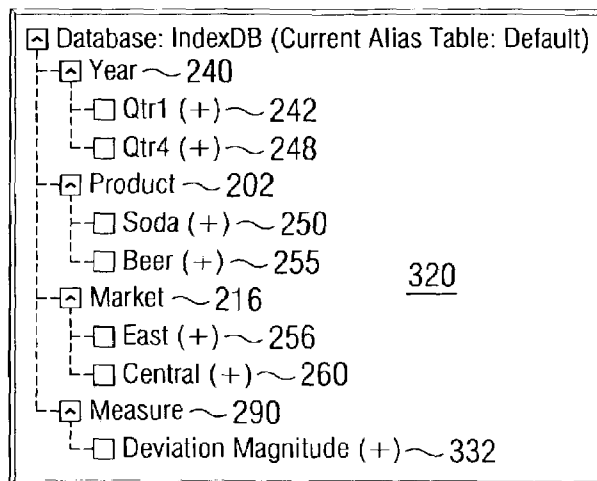 Database: IndexDB (Current Alias Table: Default)
Year ~ 240
Qtr1 (+) ~ 242
Qtr4 (+) ~ 248
Product ~ 202
Soda (+) ~ 250
Beer (+) ~ 255
320
Market ~ 216
East (+) ~ 256
Central (+) ~ 260
Measure ~ 290
Deviation Magnitude (+) ~ 332